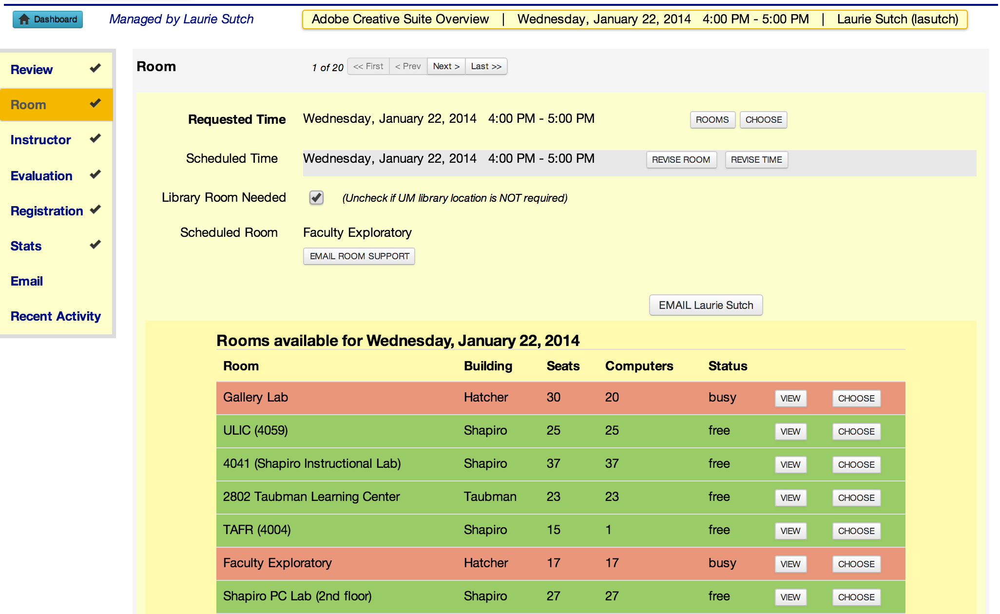 Dashboard Managed by Laurie Sutch Adobe Creative Suite Overview | Wednesday, January 22, 2014 4:00 PM - 5:00 PM | Laurie Sutch (lasutch)
Review
Room
Instructor
Evaluation
Registration
Stats
Email
Recent Activity
Room 1 of 20 << First < Prev Next > Last >>
Requested Time Wednesday, January 22, 2014 4:00 PM - 5:00 PM ROOMS CHOOSE
Scheduled Time Wednesday, January 22, 2014 4:00 PM - 5:00 PM REVISE ROOM REVISE TIME
Library Room Needed (Uncheck if UM library location is NOT required)
Scheduled Room Faculty Exploratory
EMAIL ROOM SUPPORT
EMAIL Laurie Sutch
Rooms available for Wednesday, January 22, 2014
Room Building Seats Computers Status
Gallery Lab Hatcher 30 20 busy VIEW CHOOSE
ULIC (4059) Shapiro 25 25 free VIEW CHOOSE
4041 (Shapiro Instructional Lab) Shapiro 37 37 free VIEW CHOOSE
2802 Taubman Learning Center Taubman 23 23 free VIEW CHOOSE
TAFR (4004) Shapiro 15 1 free VIEW CHOOSE
Faculty Exploratory Hatcher 17 17 busy VIEW CHOOSE
Shapiro PC Lab (2nd floor) Shapiro 27 27 free VIEW CHOOSE